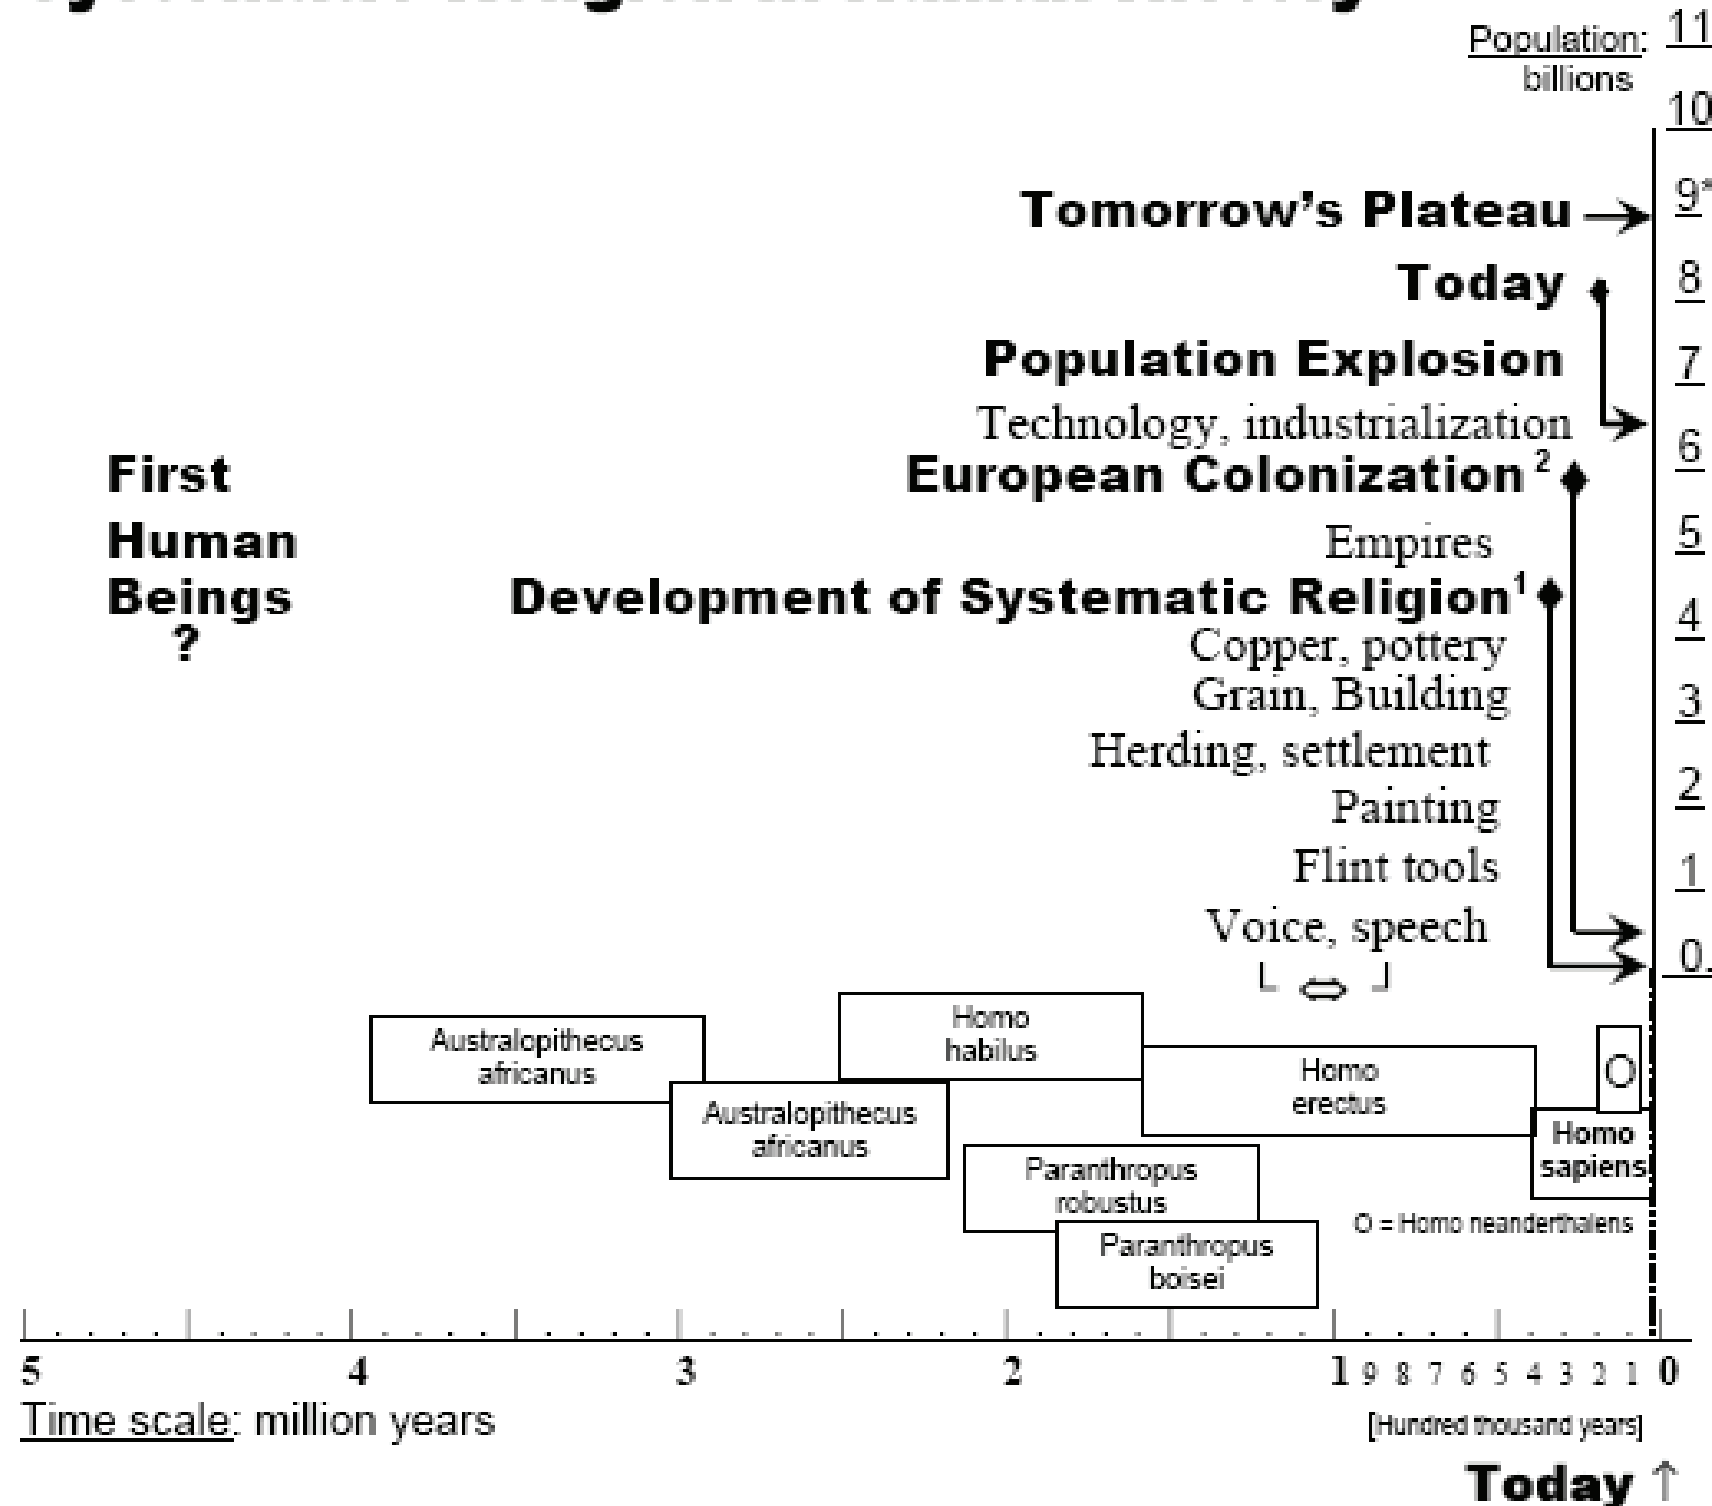 Population:
billions
11
10
9*
8
7
6
5
4
3
2
1
0
Tomorrow's Plateau
Today
Population Explosion
Technology, industrialization
European Colonization 2
Empires
Development of Systematic Religion 1
Copper, pottery
Grain, Building
Herding, settlement
Painting
Flint tools
Voice, speech
First
Human
Beings
?
Australopithecus
africanus
Australopithecus
africanus
Homo
habilus
Homo
erectus
Paranthropus
robustus
Paranthropus
boisei
O
Homo
sapiens
O = Homo neanderthalens
5 4 3 2 1 9 8 7 6 5 4 3 2 1 0
Time scale: million years
[Hundred thousand years]
Today ↑